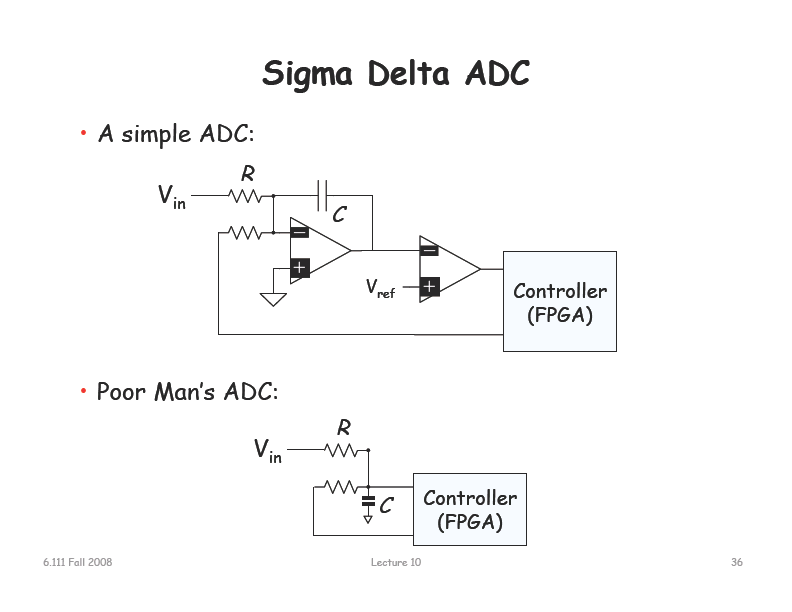 Sigma Delta ADC
• A simple ADC:
R
Vin
C
Vref
Controller
(FPGA)
• Poor Man's ADC:
R
Vin
C
Controller
(FPGA)
6.111 Fall 2008
Lecture 10
36